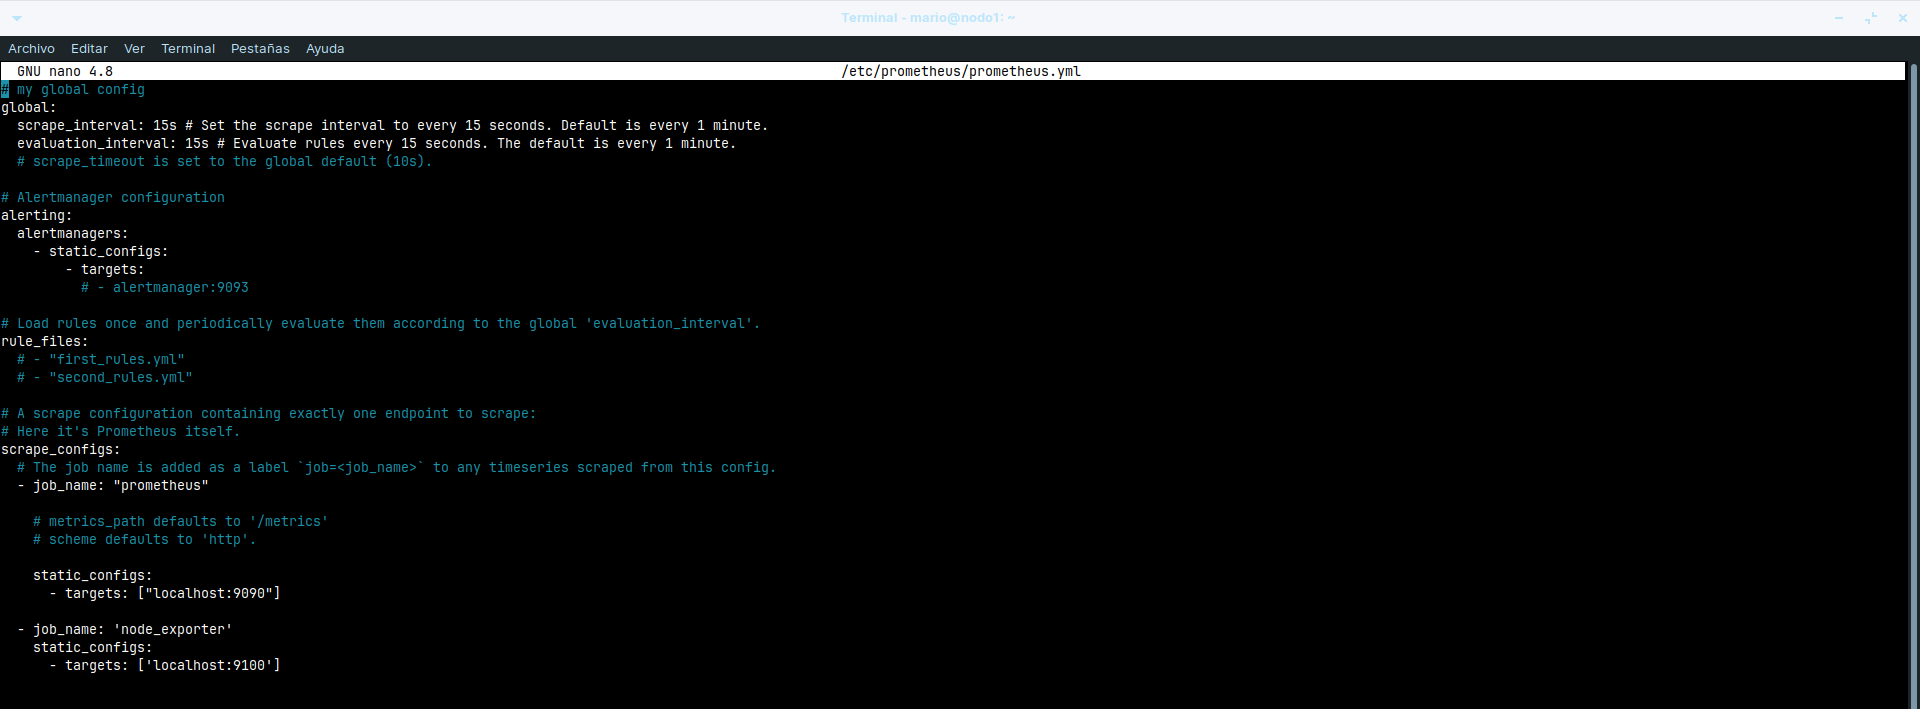 Terminal - mario@nodo1: ~
Archivo Editar Ver Terminal Pestañas Ayuda
GNU nano 4.8 /etc/prometheus/prometheus.yml
# my global config
global:
  scrape_interval: 15s # Set the scrape interval to every 15 seconds. Default is every 1 minute.
  evaluation_interval: 15s # Evaluate rules every 15 seconds. The default is every 1 minute.
  # scrape_timeout is set to the global default (10s).

# Alertmanager configuration
alerting:
  alertmanagers:
    - static_configs:
        - targets:
          # - alertmanager:9093

# Load rules once and periodically evaluate them according to the global 'evaluation_interval'.
rule_files:
  # - "first_rules.yml"
  # - "second_rules.yml"

# A scrape configuration containing exactly one endpoint to scrape:
# Here it's Prometheus itself.
scrape_configs:
  # The job name is added as a label `job=<job_name>` to any timeseries scraped from this config.
  - job_name: "prometheus"

    # metrics_path defaults to '/metrics'
    # scheme defaults to 'http'.

    static_configs:
      - targets: ["localhost:9090"]

  - job_name: 'node_exporter'
    static_configs:
      - targets: ['localhost:9100']